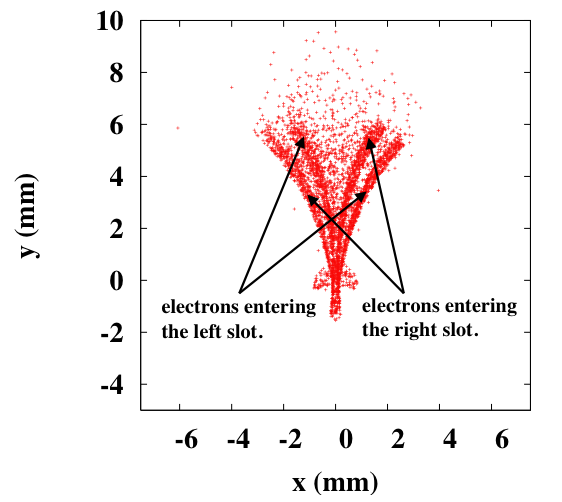 10
8
6
4
2
0
-2
-4
y (mm)
electrons entering
the left slot.
electrons entering
the right slot.
-6 -4 -2 0 2 4 6
x (mm)